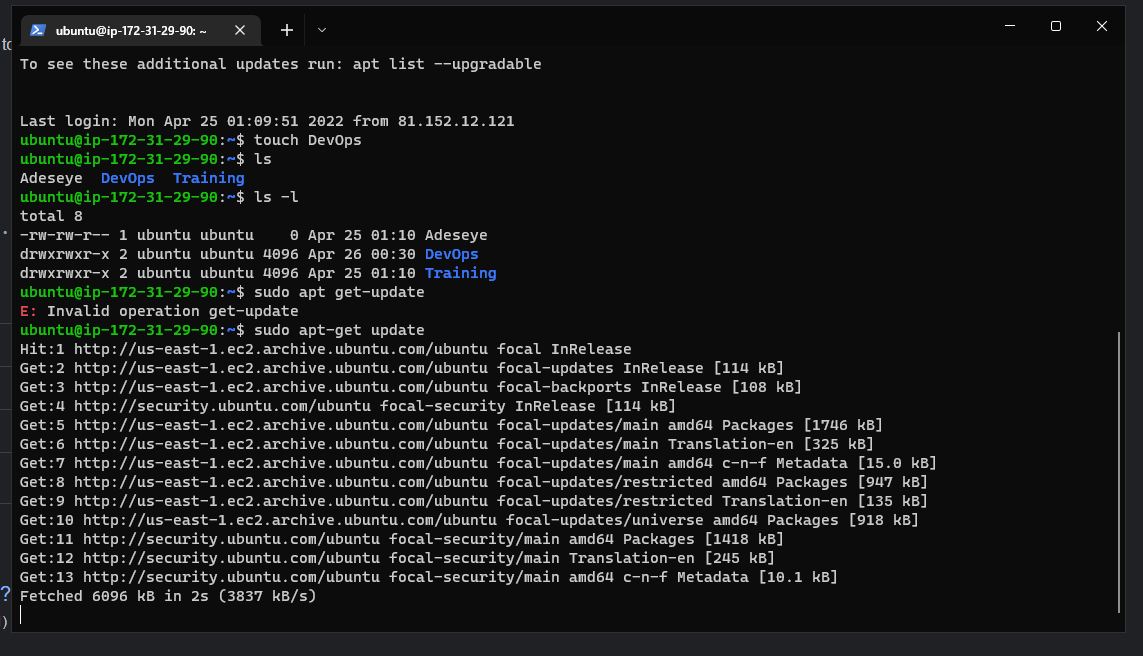 ubuntu@ip-172-31-29-90: ~
To see these additional updates run: apt list --upgradable
Last login: Mon Apr 25 01:09:51 2022 from 81.152.12.121
ubuntu@ip-172-31-29-90:~$ touch DevOps
ubuntu@ip-172-31-29-90:~$ ls
Adeseye  DevOps  Training
ubuntu@ip-172-31-29-90:~$ ls -l
total 8
-rw-rw-r-- 1 ubuntu ubuntu    0 Apr 25 01:10 Adeseye
drwxrwxr-x 2 ubuntu ubuntu 4096 Apr 26 00:30 DevOps
drwxrwxr-x 2 ubuntu ubuntu 4096 Apr 25 01:10 Training
ubuntu@ip-172-31-29-90:~$ sudo apt get-update
E: Invalid operation get-update
ubuntu@ip-172-31-29-90:~$ sudo apt-get update
Hit:1 http://us-east-1.ec2.archive.ubuntu.com/ubuntu focal InRelease
Get:2 http://us-east-1.ec2.archive.ubuntu.com/ubuntu focal-updates InRelease [114 kB]
Get:3 http://us-east-1.ec2.archive.ubuntu.com/ubuntu focal-backports InRelease [108 kB]
Get:4 http://security.ubuntu.com/ubuntu focal-security InRelease [114 kB]
Get:5 http://us-east-1.ec2.archive.ubuntu.com/ubuntu focal-updates/main amd64 Packages [1746 kB]
Get:6 http://us-east-1.ec2.archive.ubuntu.com/ubuntu focal-updates/main Translation-en [325 kB]
Get:7 http://us-east-1.ec2.archive.ubuntu.com/ubuntu focal-updates/main amd64 c-n-f Metadata [15.0 kB]
Get:8 http://us-east-1.ec2.archive.ubuntu.com/ubuntu focal-updates/restricted amd64 Packages [947 kB]
Get:9 http://us-east-1.ec2.archive.ubuntu.com/ubuntu focal-updates/restricted Translation-en [135 kB]
Get:10 http://us-east-1.ec2.archive.ubuntu.com/ubuntu focal-updates/universe amd64 Packages [918 kB]
Get:11 http://security.ubuntu.com/ubuntu focal-security/main amd64 Packages [1418 kB]
Get:12 http://security.ubuntu.com/ubuntu focal-security/main Translation-en [245 kB]
Get:13 http://security.ubuntu.com/ubuntu focal-security/main amd64 c-n-f Metadata [10.1 kB]
Fetched 6096 kB in 2s (3837 kB/s)